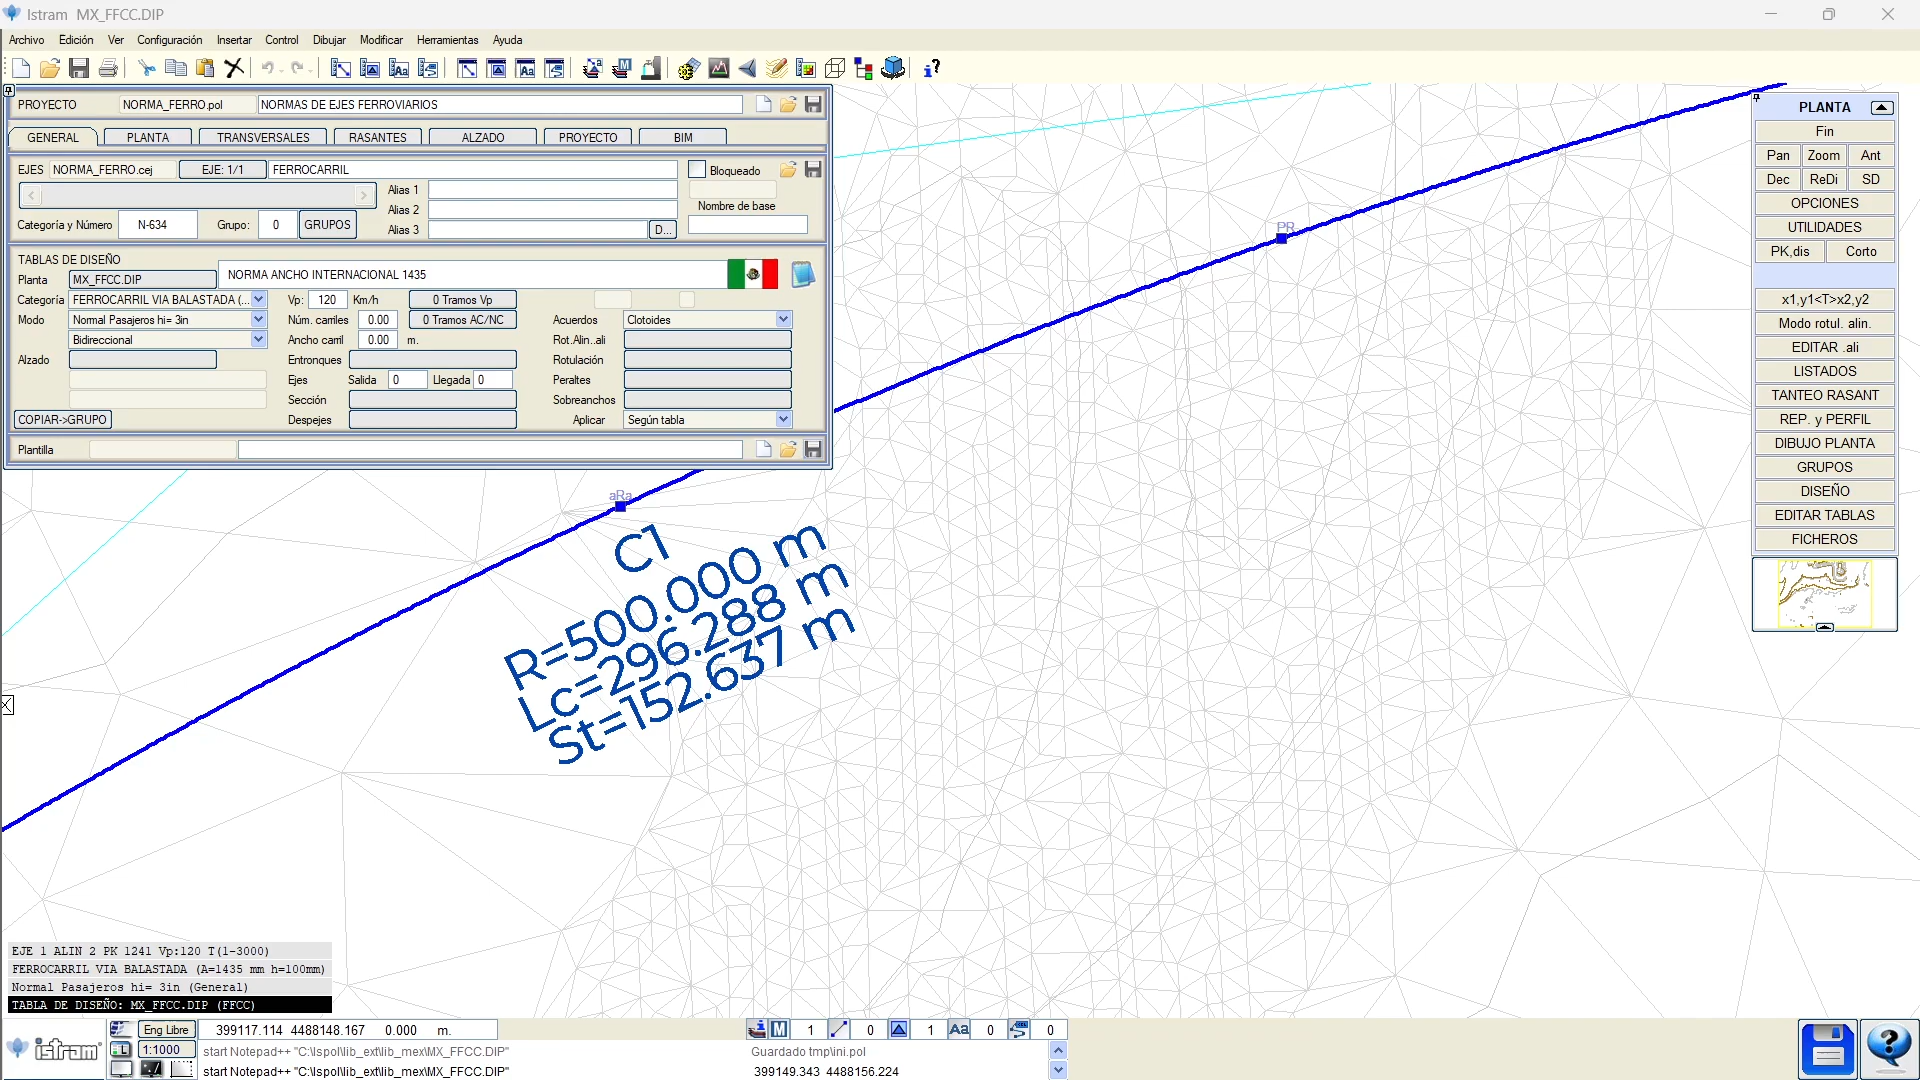 Istram MX_FFCC.DIP
Archivo Edición Ver Configuración Insertar Control Dibujar Modificar Herramientas Ayuda
PROYECTO NORMA_FERRO.pol NORMAS DE EJES FERROVIARIOS
GENERAL PLANTA TRANSVERSALES RASANTES ALZADO PROYECTO BIM
EJES NORMA_FERRO.cej EJE: 1/1 FERROCARRIL Bloqueado
Alias 1
Alias 2 Nombre de base
Categoría y Número N-634 Grupo: 0 GRUPOS Alias 3 D...
TABLAS DE DISEÑO
Planta MX_FFCC.DIP NORMA ANCHO INTERNACIONAL 1435
Categoría FERROCARRIL VIA BALASTADA (... Vp: 120 Km/h 0 Tramos Vp
Modo Normal Pasajeros hi= 3in Núm. carriles 0.00 0 Tramos AC/NC Acuerdos Clotoides
Bidireccional Ancho carril 0.00 m. Rot.Alin..ali
Alzado Entronques Rotulación
Ejes Salida 0 Llegada 0 Peraltes
Sección Sobreanchos
COPIAR->GRUPO Despejes Aplicar Según tabla
Plantilla
PLANTA
Fin
Pan Zoom Ant
Dec ReDi SD
OPCIONES
UTILIDADES
PK,dis Corto
x1,y1<T>x2,y2
Modo rotul. alin.
EDITAR .ali
LISTADOS
TANTEO RASANT
REP. y PERFIL
DIBUJO PLANTA
GRUPOS
DISEÑO
EDITAR TABLAS
FICHEROS
PR
aRa
C1
R=500.000 m
Lc=296.288 m
St=152.637 m
EJE 1 ALIN 2 PK 1241 Vp:120 T(1-3000)
FERROCARRIL VIA BALASTADA (A=1435 mm h=100mm)
Normal Pasajeros hi= 3in (General)
TABLA DE DISEÑO: MX_FFCC.DIP (FFCC)
istram Eng Libre 399117.114 4488148.167 0.000 m. M 1 0 1 Aa 0 0
1:1000 start Notepad++ "C:\Ispol\lib_ext\lib_mex\MX_FFCC.DIP" Guardado tmp\ini.pol
start Notepad++ "C:\Ispol\lib_ext\lib_mex\MX_FFCC.DIP" 399149.343 4488156.224